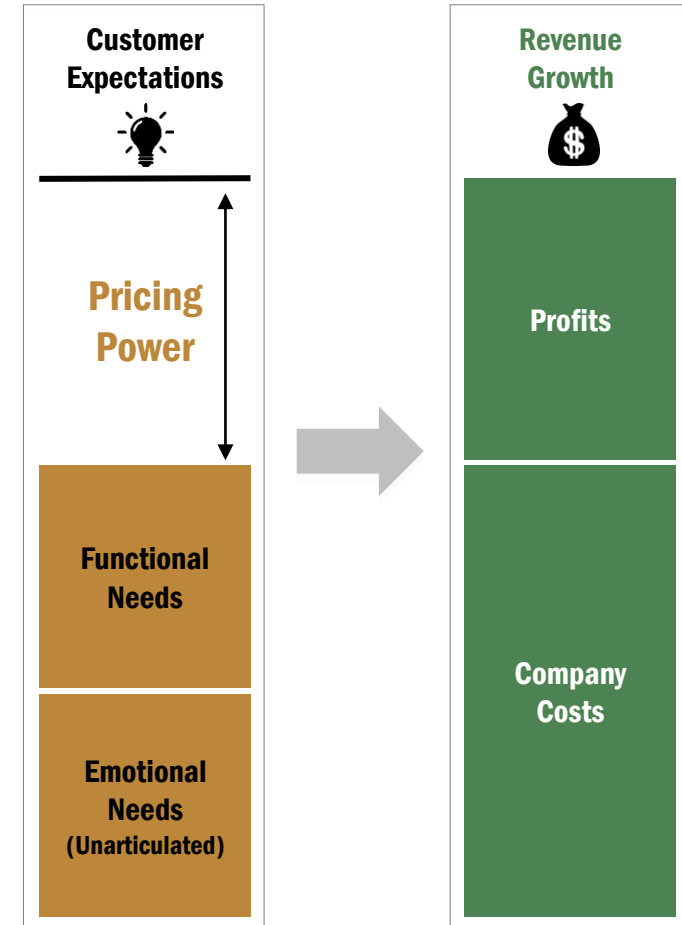 Customer
Expectations
Pricing
Power
Functional
Needs
Emotional
Needs
(Unarticulated)
Revenue
Growth
$
Profits
Company
Costs